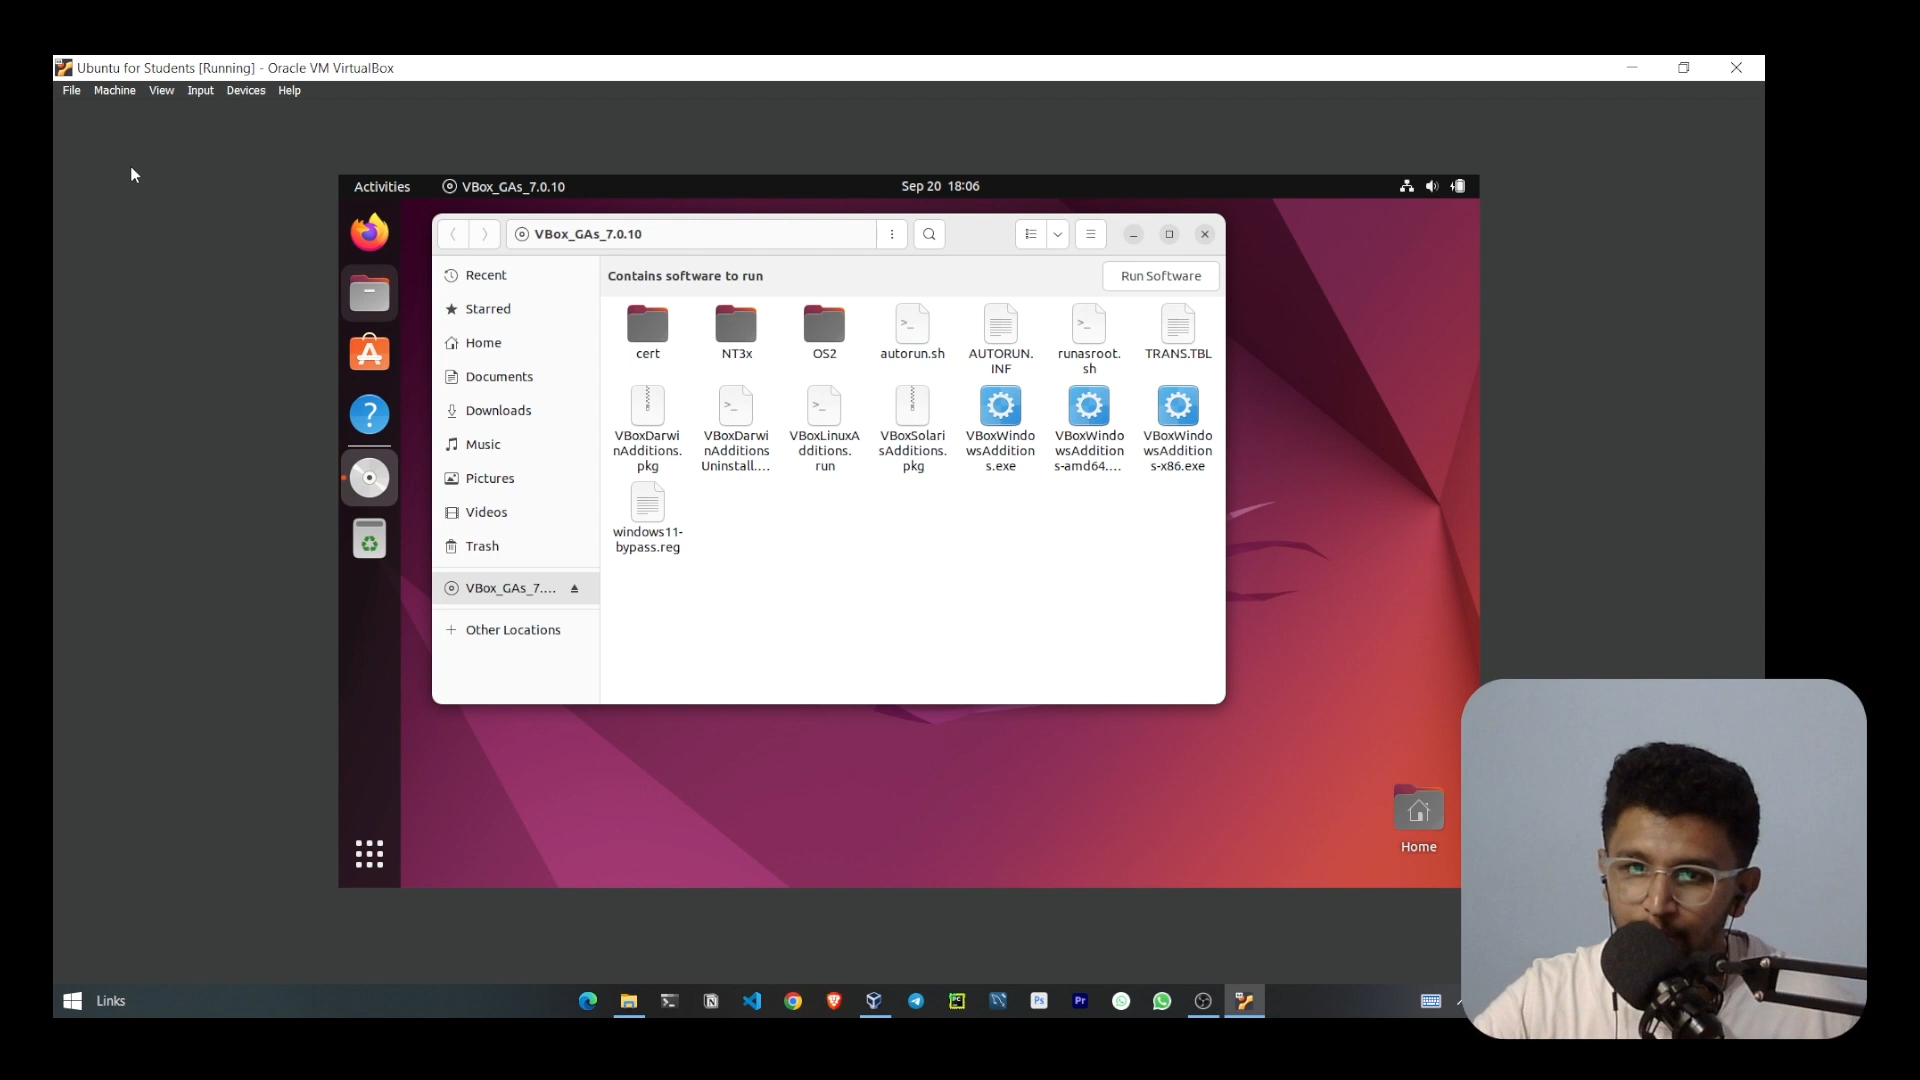 Ubuntu for Students [Running] - Oracle VM VirtualBox
File Machine View Input Devices Help
Activities VBox_GAs_7.0.10 Sep 20 18:06
VBox_GAs_7.0.10
Recent
Starred
Home
Documents
Downloads
Music
Pictures
Videos
Trash
VBox_GAs_7....
Other Locations
Contains software to run Run Software
cert
NT3x
OS2
autorun.sh
AUTORUN.
INF
runasroot.
sh
TRANS.TBL
VBoxDarwi
nAdditions.
pkg
VBoxDarwi
nAdditions
Uninstall....
VBoxLinuxA
dditions.
run
VBoxSolari
sAdditions.
pkg
VBoxWindo
wsAddition
s.exe
VBoxWindo
wsAddition
s-amd64....
VBoxWindo
wsAddition
s-x86.exe
windows11-
bypass.reg
Home
Links
PC
Ps
Pr